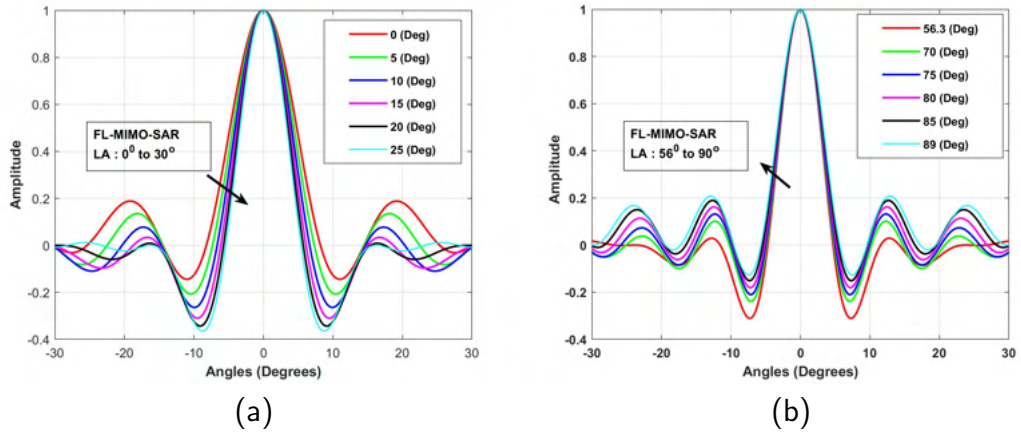 1
0.8
0.6
0.4
0.2
0
-0.2
-0.4
Amplitude
-30
-20
-10
0
10
20
30
Angles (Degrees)
0 (Deg)
5 (Deg)
10 (Deg)
15 (Deg)
20 (Deg)
25 (Deg)
FL-MIMO-SAR
LA : 0⁰ to 30°
(a)
1
0.8
0.6
0.4
0.2
0
-0.2
-0.4
Amplitude
-30
-20
-10
0
10
20
30
Angles (Degrees)
56.3 (Deg)
70 (Deg)
75 (Deg)
80 (Deg)
85 (Deg)
89 (Deg)
FL-MIMO-SAR
LA : 56⁰ to 90°
(b)